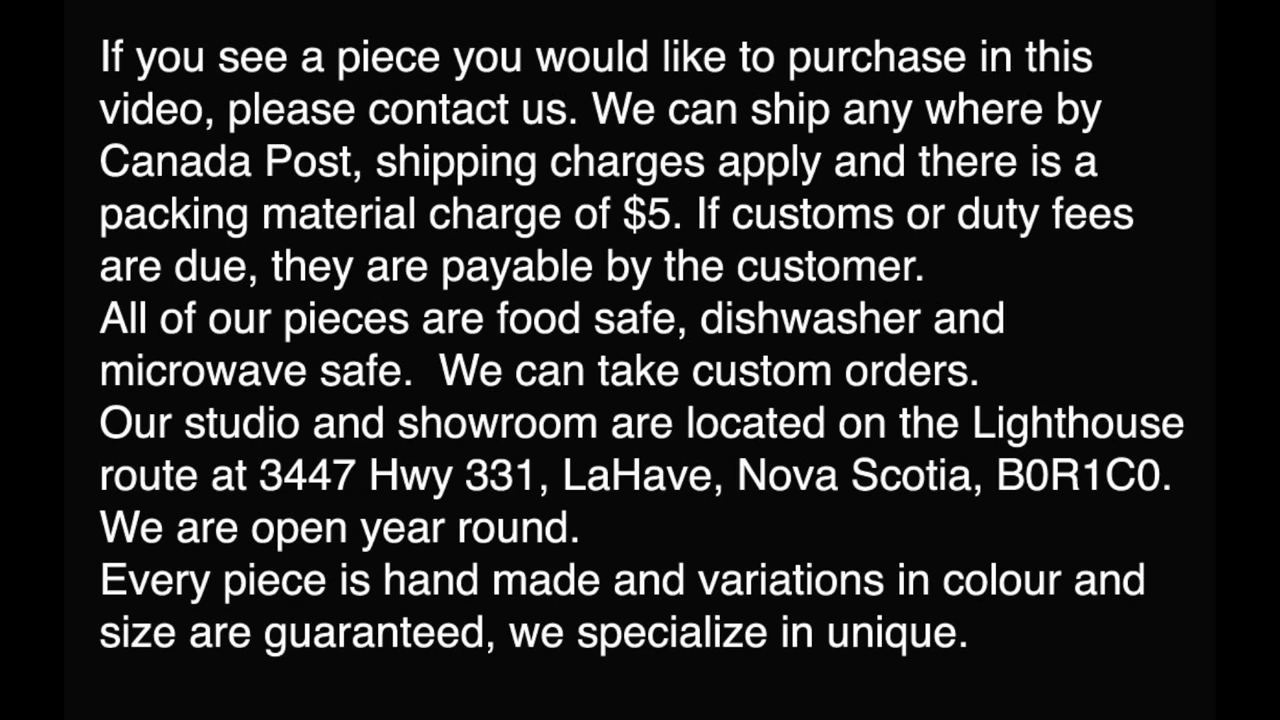 If you see a piece you would like to purchase in this
video, please contact us. We can ship any where by
Canada Post, shipping charges apply and there is a
packing material charge of $5. If customs or duty fees
are due, they are payable by the customer.
All of our pieces are food safe, dishwasher and
microwave safe.  We can take custom orders.
Our studio and showroom are located on the Lighthouse
route at 3447 Hwy 331, LaHave, Nova Scotia, B0R1C0.
We are open year round.
Every piece is hand made and variations in colour and
size are guaranteed, we specialize in unique.